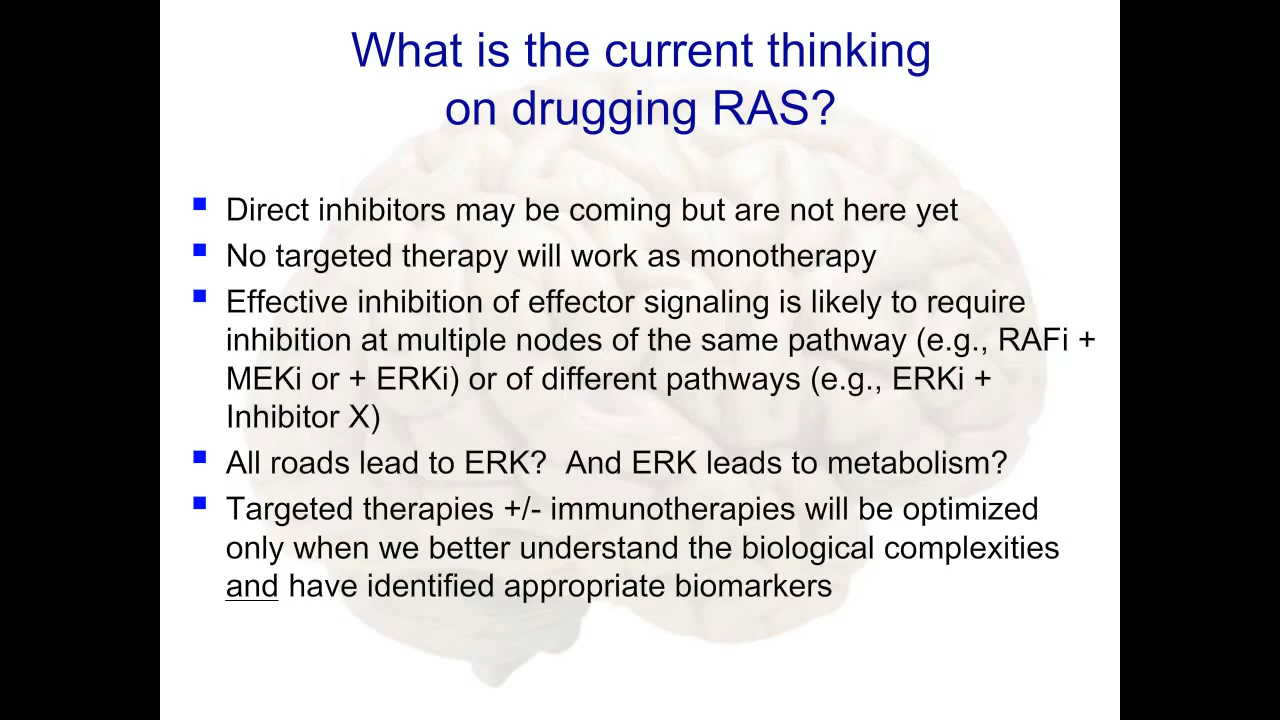 What is the current thinking
on drugging RAS?
Direct inhibitors may be coming but are not here yet
No targeted therapy will work as monotherapy
Effective inhibition of effector signaling is likely to require
inhibition at multiple nodes of the same pathway (e.g., RAFi +
MEKi or + ERKi) or of different pathways (e.g., ERKi +
Inhibitor X)
All roads lead to ERK?  And ERK leads to metabolism?
Targeted therapies +/- immunotherapies will be optimized
only when we better understand the biological complexities
and have identified appropriate biomarkers